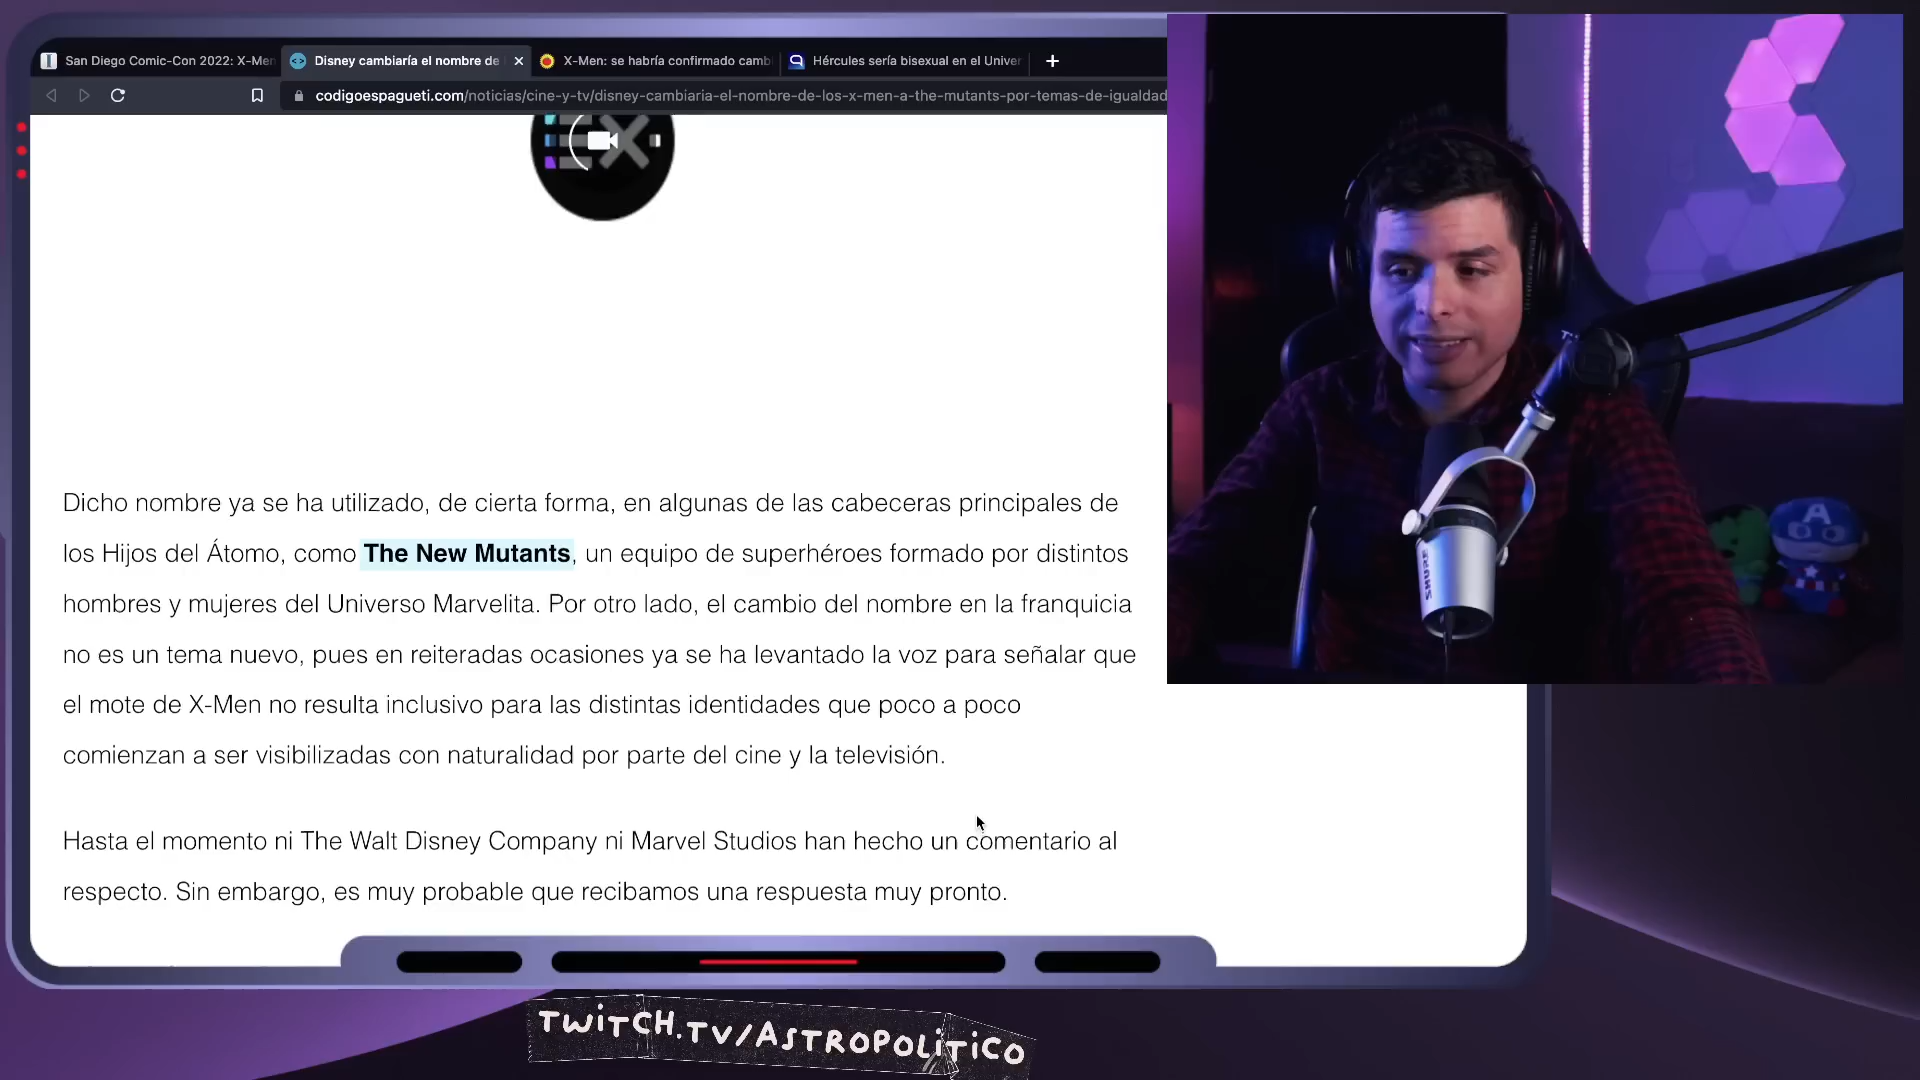 San Diego Comic-Con 2022: X-Men
Disney cambiaría el nombre de
X-Men: se habría confirmado camb
Hércules sería bisexual en el Univer
codigoespagueti.com/noticias/cine-y-tv/disney-cambiaria-el-nombre-de-los-x-men-a-the-mutants-por-temas-de-igualdad
Dicho nombre ya se ha utilizado, de cierta forma, en algunas de las cabeceras principales de
los Hijos del Átomo, como The New Mutants, un equipo de superhéroes formado por distintos
hombres y mujeres del Universo Marvelita. Por otro lado, el cambio del nombre en la franquicia
no es un tema nuevo, pues en reiteradas ocasiones ya se ha levantado la voz para señalar que
el mote de X-Men no resulta inclusivo para las distintas identidades que poco a poco
comienzan a ser visibilizadas con naturalidad por parte del cine y la televisión.
Hasta el momento ni The Walt Disney Company ni Marvel Studios han hecho un comentario al
respecto. Sin embargo, es muy probable que recibamos una respuesta muy pronto.
SHURE
A
TWITCH.TV/ASTROPOLITICO